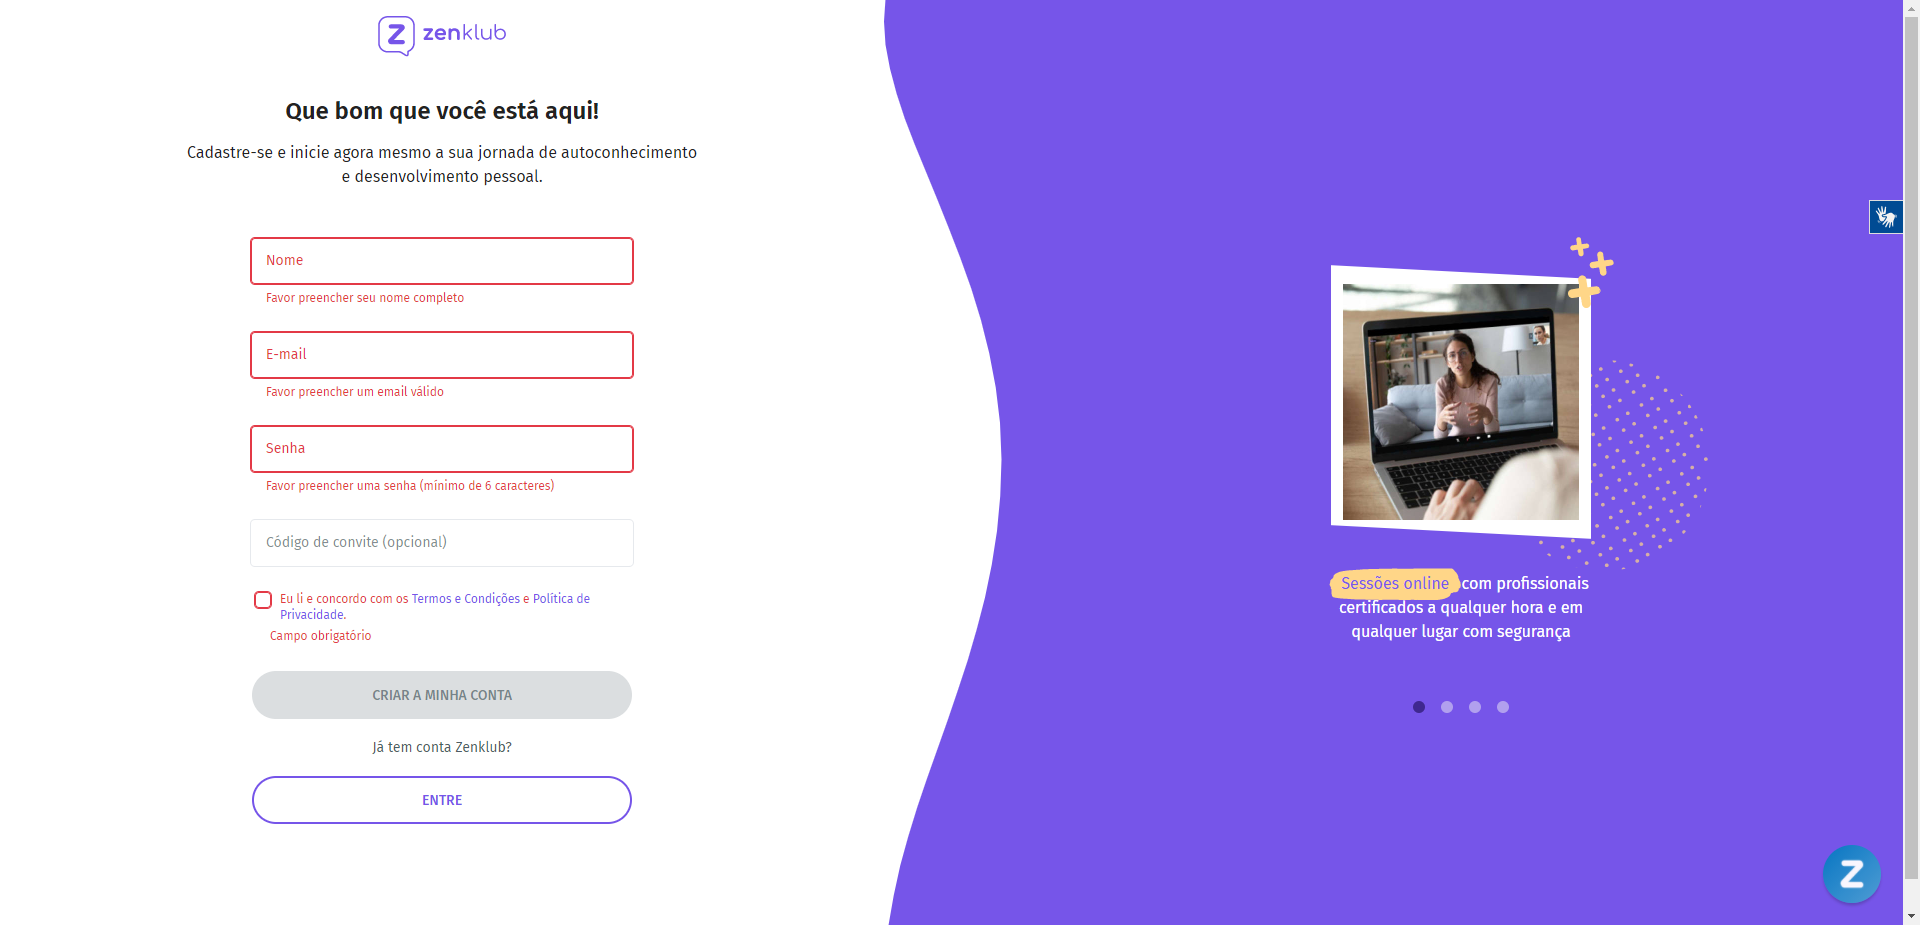 zenklub
Que bom que você está aqui!
Cadastre-se e inicie agora mesmo a sua jornada de autoconhecimento
e desenvolvimento pessoal.
Nome
Favor preencher seu nome completo
E-mail
Favor preencher um email válido
Senha
Favor preencher uma senha (mínimo de 6 caracteres)
Código de convite (opcional)
Eu li e concordo com os Termos e Condições e Política de
Privacidade.
Campo obrigatório
CRIAR A MINHA CONTA
Já tem conta Zenklub?
ENTRE
Sessões online com profissionais
certificados a qualquer hora e em
qualquer lugar com segurança
Z